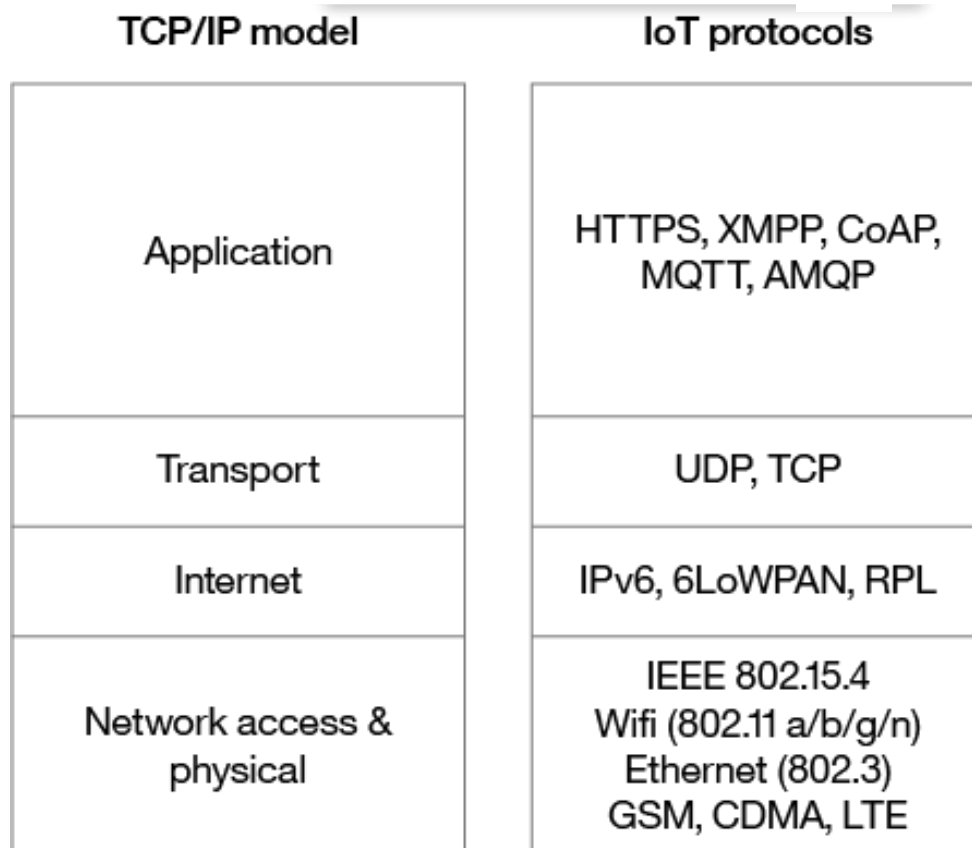 TCP/IP model
IoT protocols
Application
HTTPS, XMPP, CoAP,
MQTT, AMQP
Transport
UDP, TCP
Internet
IPv6, 6LoWPAN, RPL
Network access &
physical
IEEE 802.15.4
Wifi (802.11 a/b/g/n)
Ethernet (802.3)
GSM, CDMA, LTE